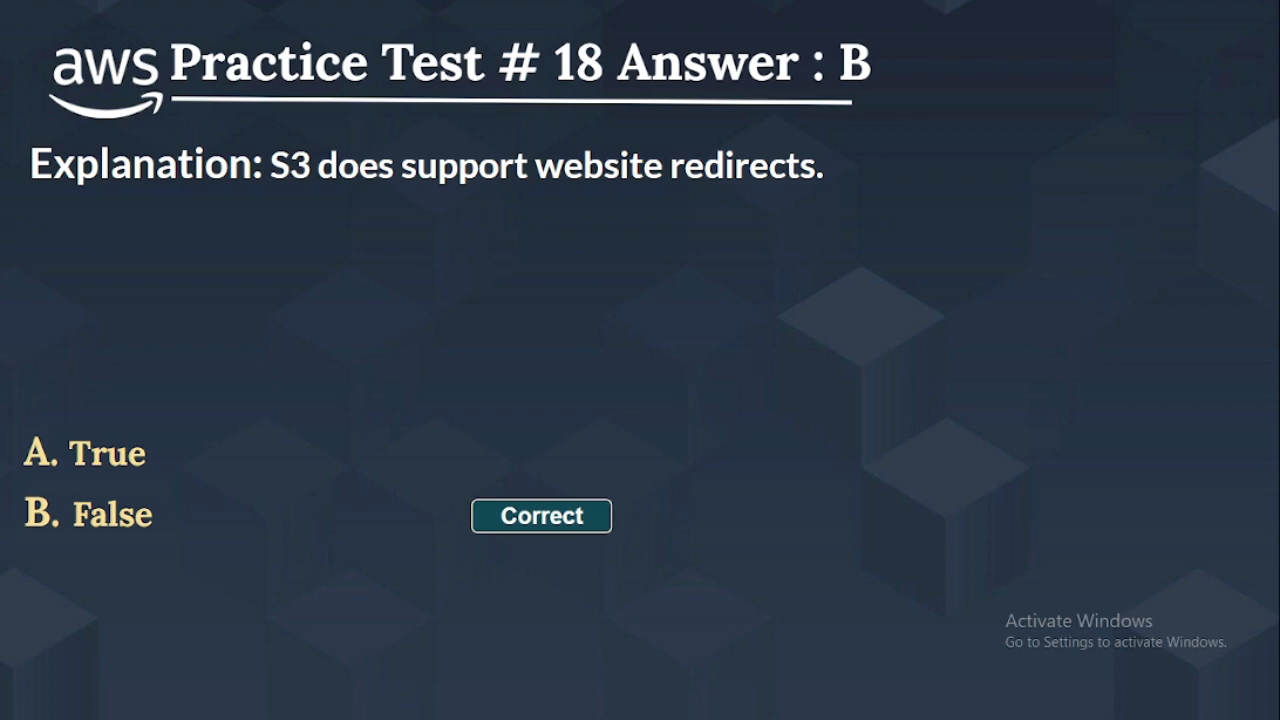 aws Practice Test # 18 Answer : B
Explanation: S3 does support website redirects.
A. True
B. False
Correct
Activate Windows
Go to Settings to activate Windows.